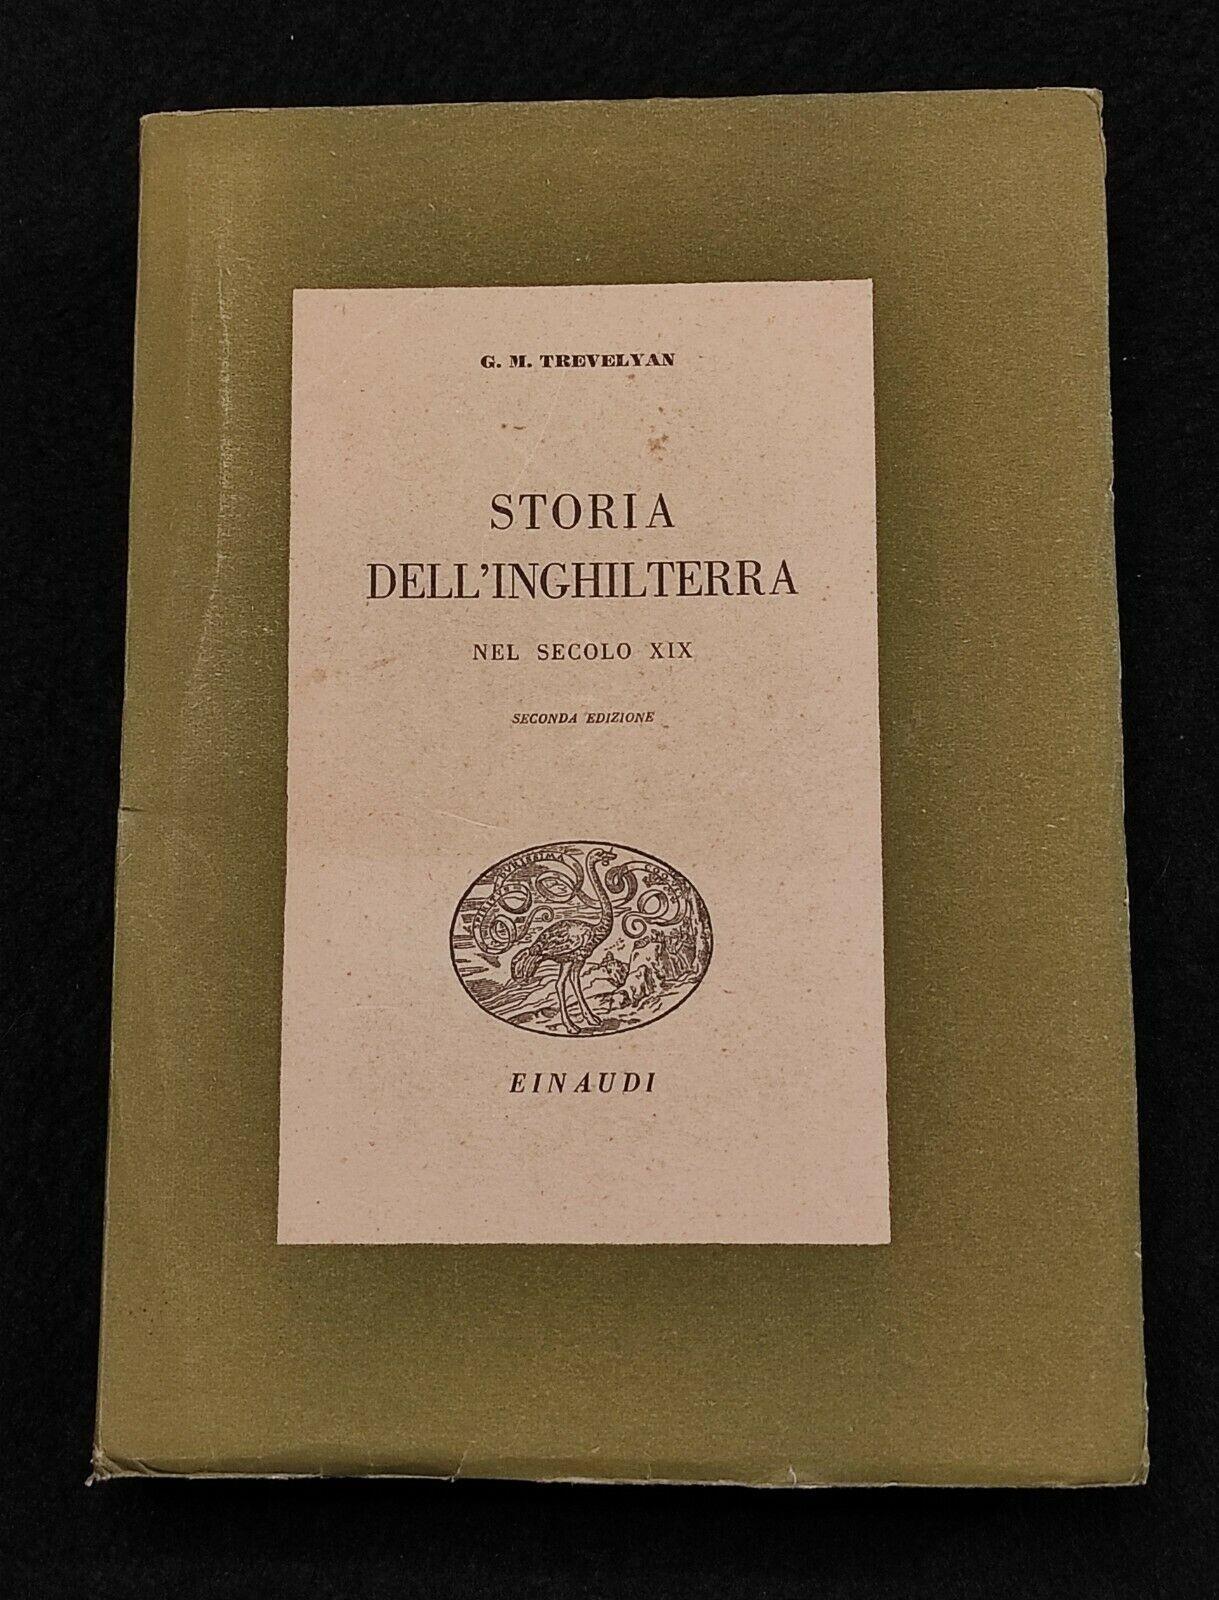 G. M. TREVELYAN
STORIA
DELL'INGHILTERRA
NEL SECOLO XIX
SECONDA EDIZIONE
EINAUDI